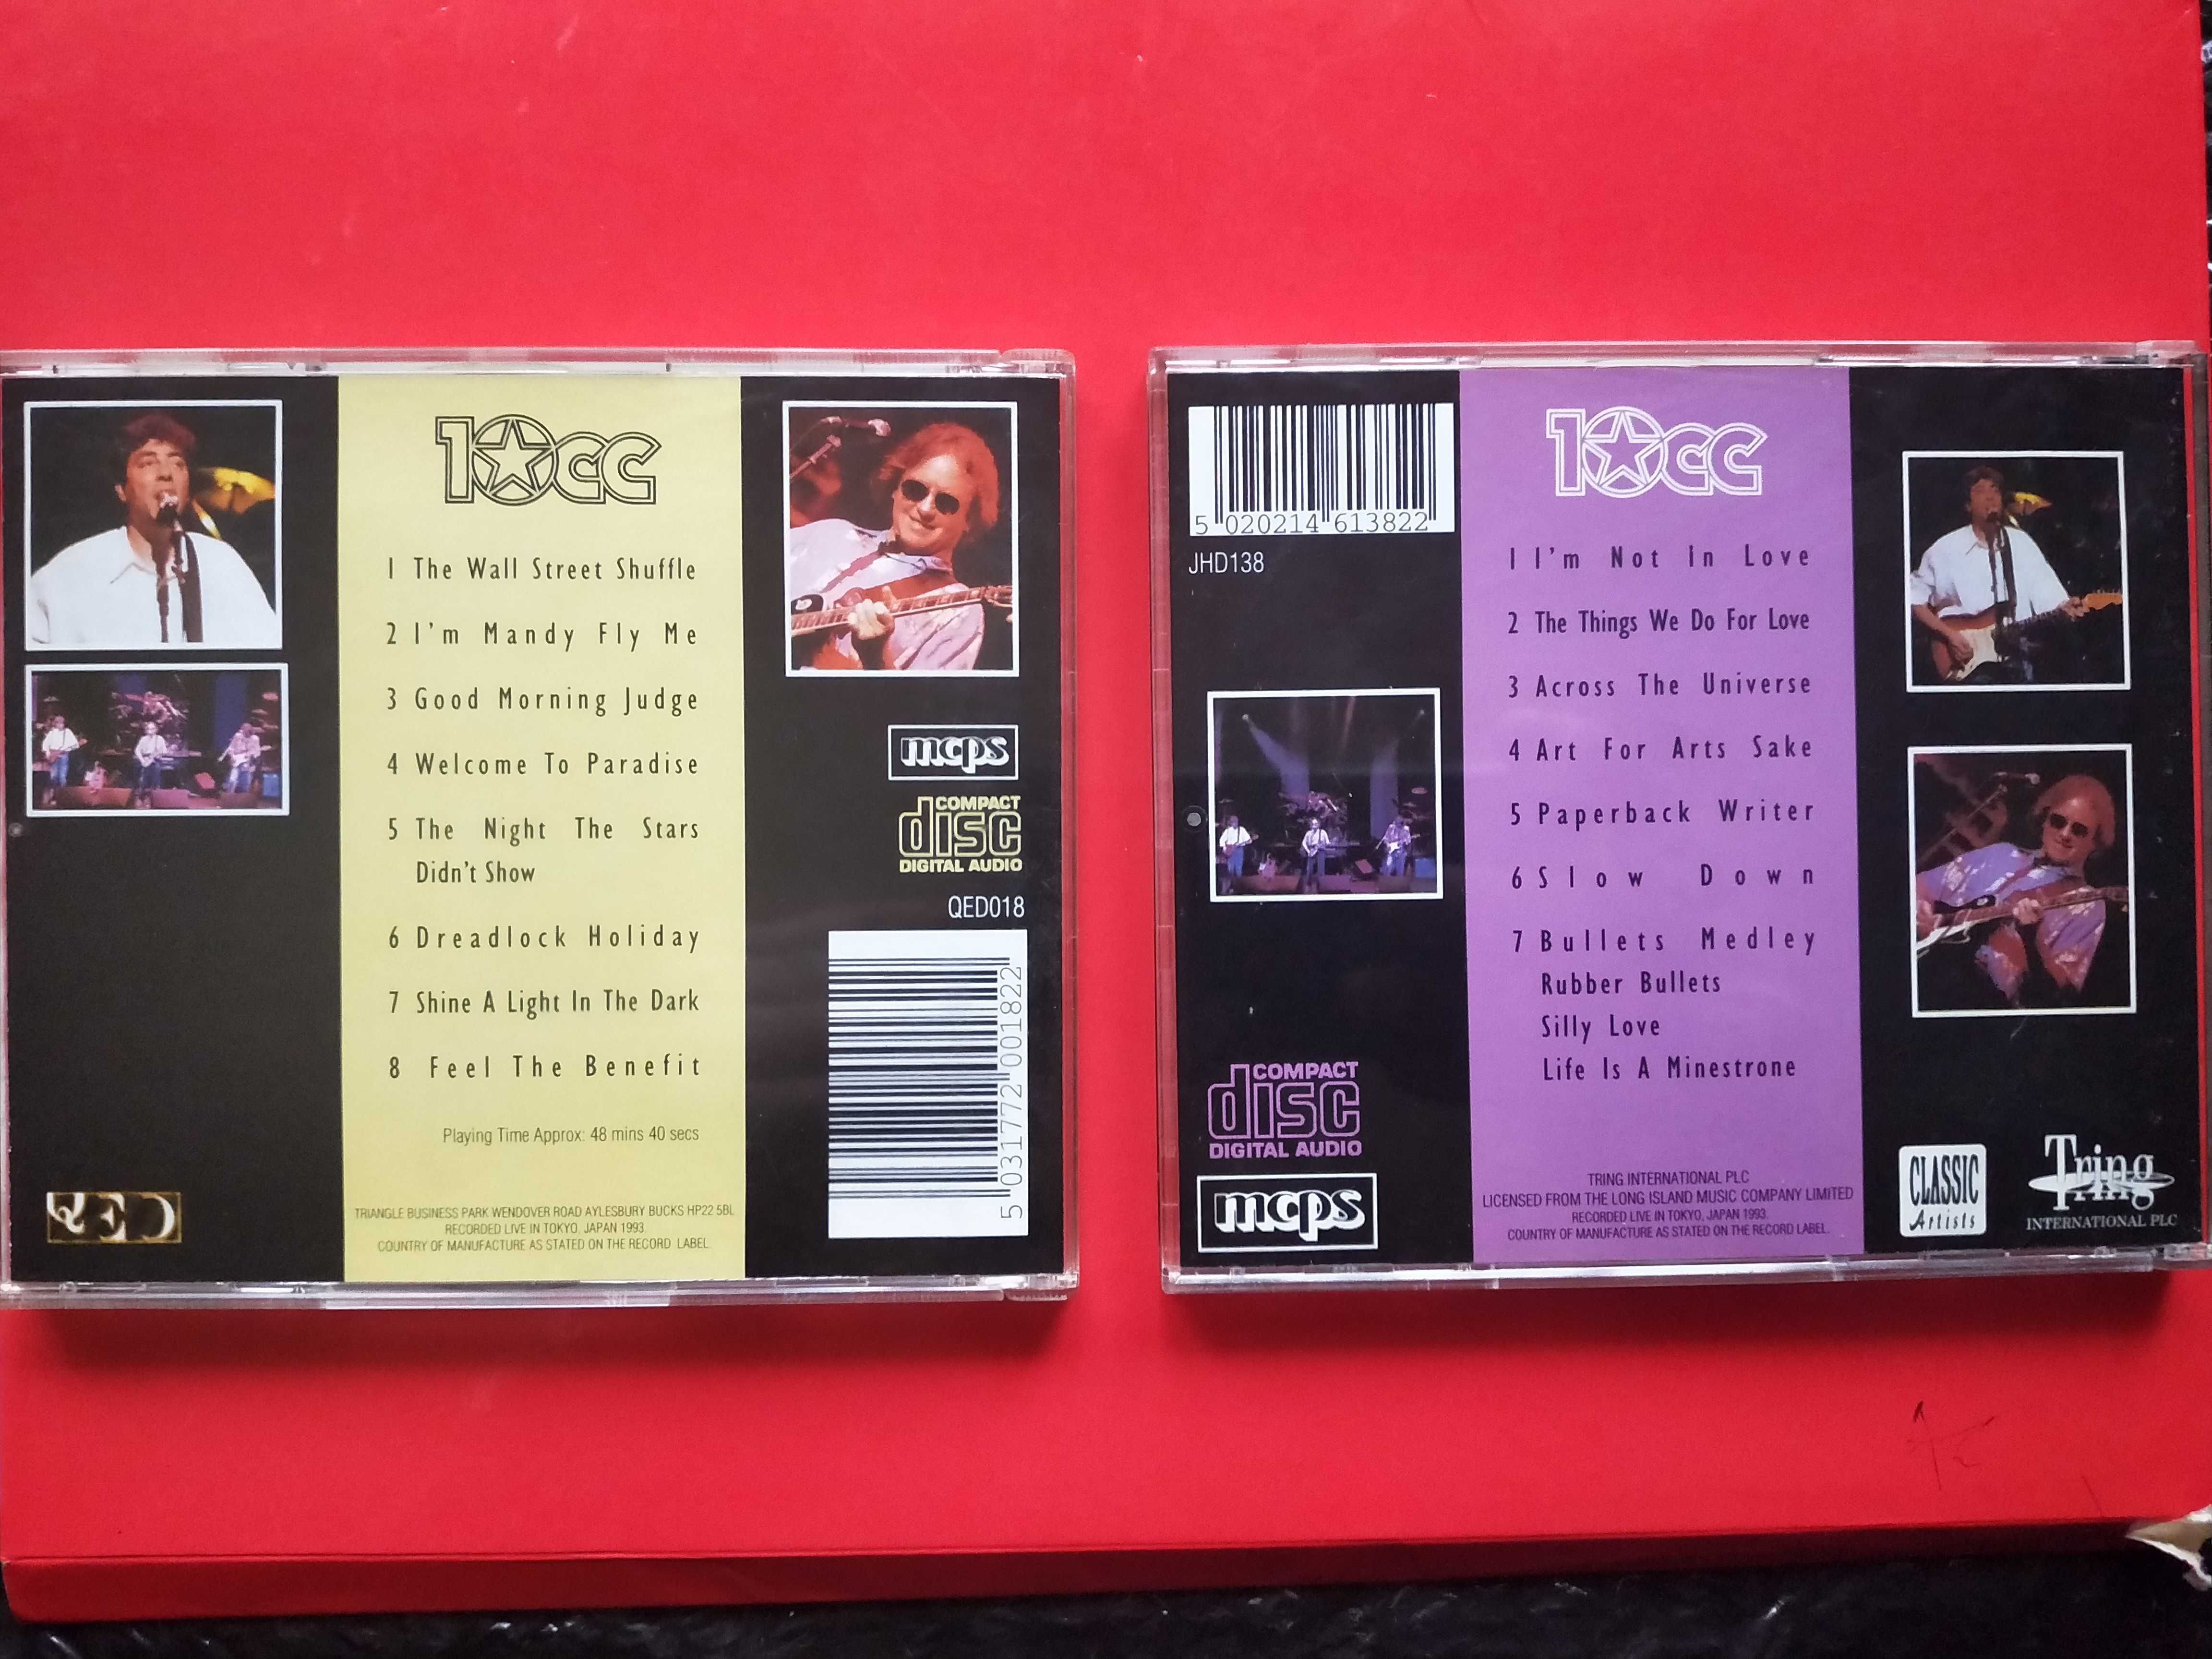 10cc
1 The Wall Street Shuffle
2 I'm Mandy Fly Me
3 Good Morning Judge
4 Welcome To Paradise
5 The Night The Stars
Didn't Show
6 Dreadlock Holiday
7 Shine A Light In The Dark
8 Feel The Benefit
Playing Time Approx: 48 mins 40 secs
TRIANGLE BUSINESS PARK WENDOVER ROAD AYLESBURY BUCKS HP22 5BL
RECORDED LIVE IN TOKYO, JAPAN 1993.
COUNTRY OF MANUFACTURE AS STATED ON THE RECORD LABEL.
QED
mcps
COMPACT
disc
DIGITAL AUDIO
QED018
5 031772 001822
5 020214 613822
JHD138
COMPACT
disc
DIGITAL AUDIO
mcps
10cc
1 I'm Not In Love
2 The Things We Do For Love
3 Across The Universe
4 Art For Arts Sake
5 Paperback Writer
6 Slow Down
7 Bullets Medley
Rubber Bullets
Silly Love
Life Is A Minestrone
TRING INTERNATIONAL PLC
LICENSED FROM THE LONG ISLAND MUSIC COMPANY LIMITED
RECORDED LIVE IN TOKYO, JAPAN 1993.
COUNTRY OF MANUFACTURE AS STATED ON THE RECORD LABEL.
CLASSIC
Artists
Tring
INTERNATIONAL PLC